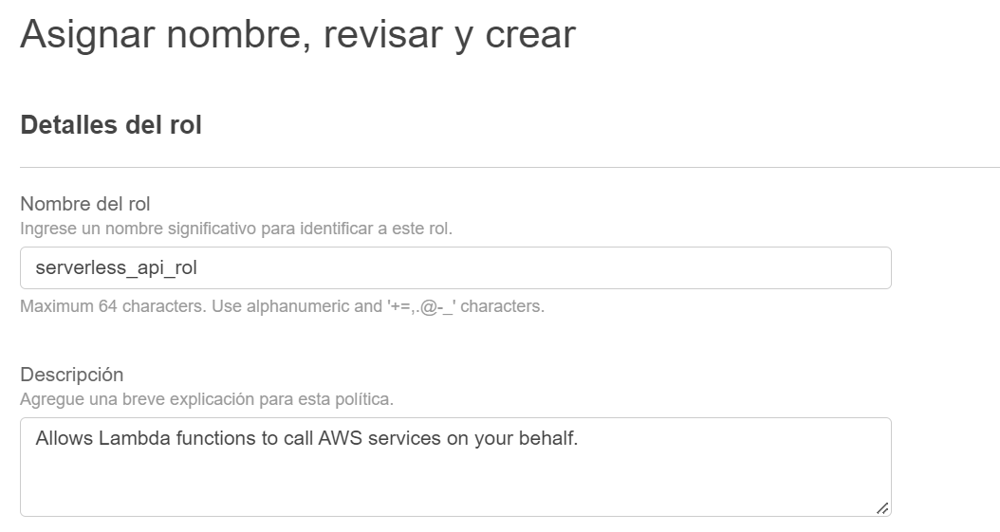 Asignar nombre, revisar y crear
Detalles del rol
Nombre del rol
Ingrese un nombre significativo para identificar a este rol.
serverless_api_rol
Maximum 64 characters. Use alphanumeric and '+=,.@-_' characters.
Descripción
Agregue una breve explicación para esta política.
Allows Lambda functions to call AWS services on your behalf.